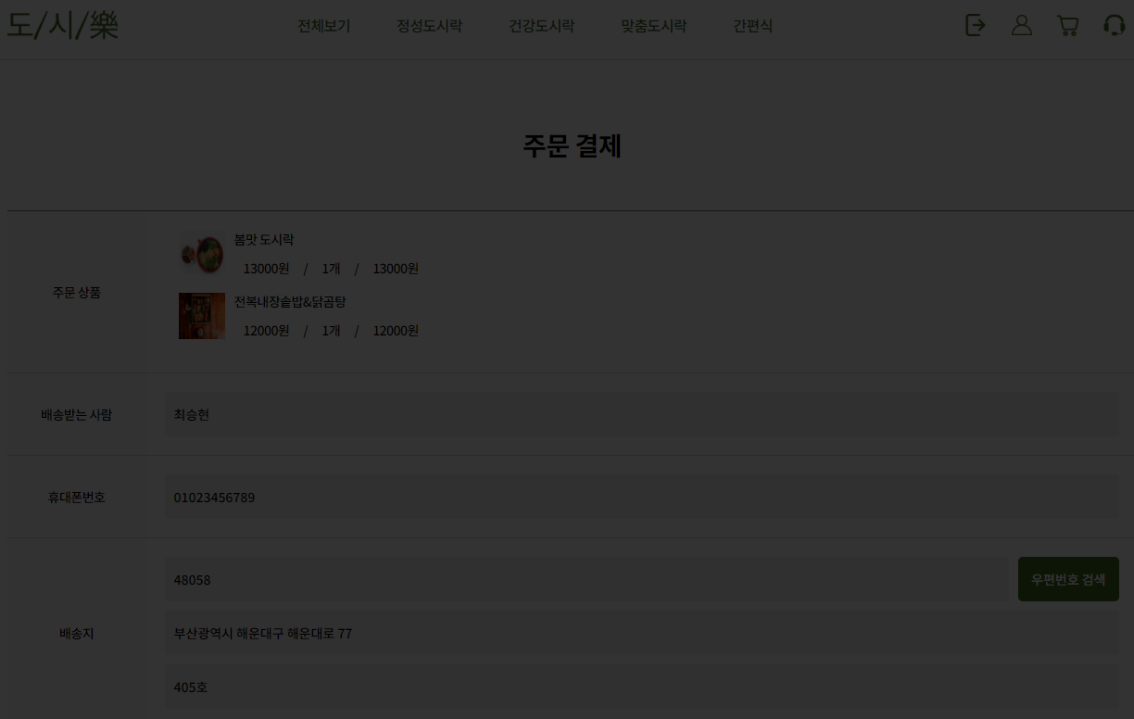 도/시/樂
전체보기 정성도시락 건강도시락 맞춤도시락 간편식
주문 결제
주문 상품
봄맛 도시락
13000원 / 1개 / 13000원
전복내장솥밥&닭곰탕
12000원 / 1개 / 12000원
배송받는 사람
최승현
휴대폰번호
01023456789
배송지
48058
우편번호 검색
부산광역시 해운대구 해운대로 77
405호